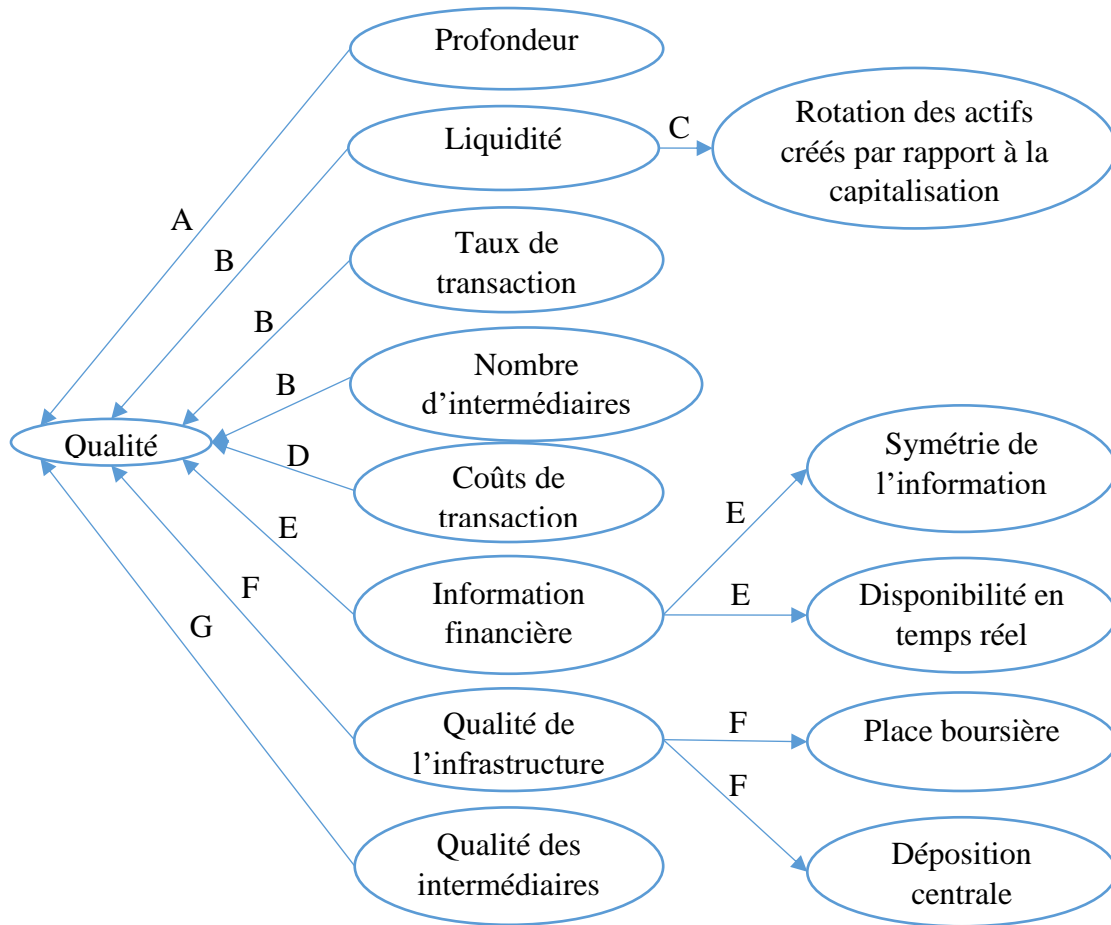 Profondeur
Liquidité
C
Rotation des actifs
créés par rapport à la
capitalisation
A
B
Taux de
transaction
B
Nombre
d’intermédiaires
B
Qualité
D
Coûts de
transaction
Symétrie de
l’information
E
E
Information
financière
E
Disponibilité en
temps réel
F
G
Qualité de
l’infrastructure
F
Place boursière
F
Qualité des
intermédiaires
Déposition
centrale